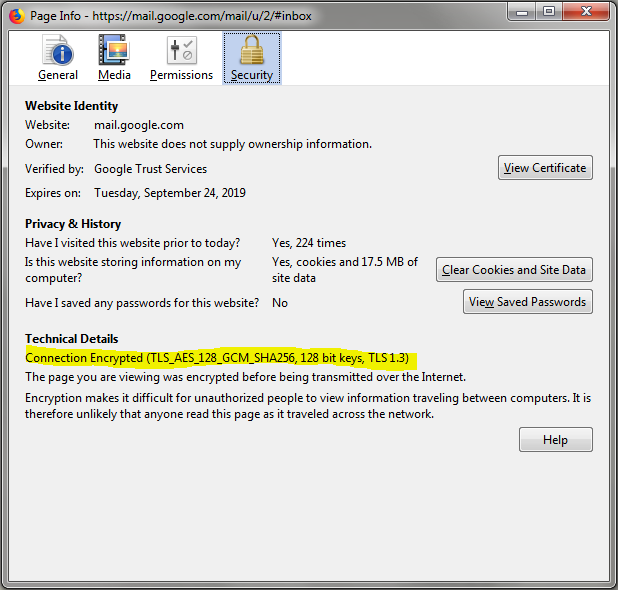 Page Info - https://mail.google.com/mail/u/2/#inbox
General Media Permissions Security
Website Identity
Website: mail.google.com
Owner: This website does not supply ownership information.
Verified by: Google Trust Services View Certificate
Expires on: Tuesday, September 24, 2019
Privacy & History
Have I visited this website prior to today? Yes, 224 times
Is this website storing information on my computer? Yes, cookies and 17.5 MB of site data Clear Cookies and Site Data
Have I saved any passwords for this website? No View Saved Passwords
Technical Details
Connection Encrypted (TLS_AES_128_GCM_SHA256, 128 bit keys, TLS 1.3)
The page you are viewing was encrypted before being transmitted over the Internet.
Encryption makes it difficult for unauthorized people to view information traveling between computers. It is
therefore unlikely that anyone read this page as it traveled across the network.
Help